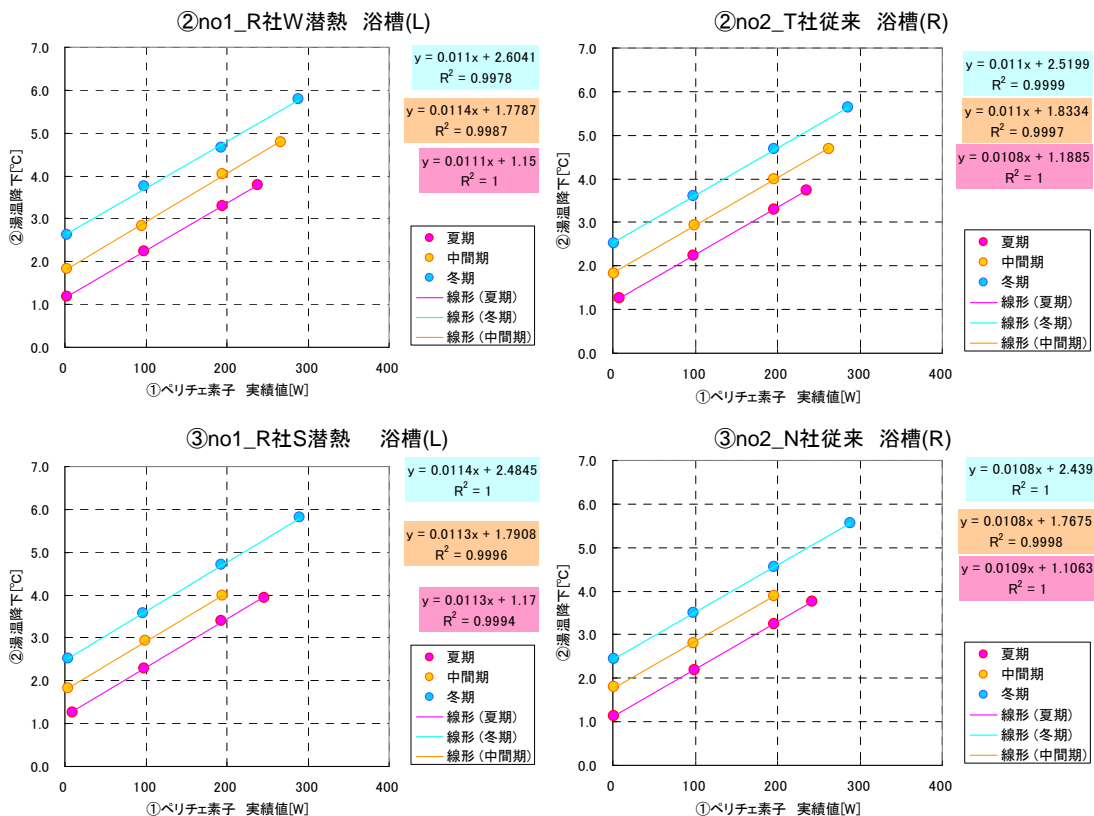 ②no1_R社W潜熱 浴槽(L)
7.0
6.0
5.0
4.0
3.0
2.0
1.0
0.0
②湯温降下[℃]
0 100 200 300 400
①ペリチェ素子 実績値[W]
y = 0.011x + 2.6041
R² = 0.9978
y = 0.0114x + 1.7787
R² = 0.9987
y = 0.0111x + 1.15
R² = 1
夏期
中間期
冬期
線形 (夏期)
線形 (冬期)
線形 (中間期)
②no2_T社従来 浴槽(R)
7.0
6.0
5.0
4.0
3.0
2.0
1.0
0.0
②湯温降下[℃]
0 100 200 300 400
①ペリチェ素子 実績値[W]
y = 0.011x + 2.5199
R² = 0.9999
y = 0.011x + 1.8334
R² = 0.9997
y = 0.0108x + 1.1885
R² = 1
夏期
中間期
冬期
線形 (夏期)
線形 (冬期)
線形 (中間期)
③no1_R社S潜熱 浴槽(L)
7.0
6.0
5.0
4.0
3.0
2.0
1.0
0.0
②湯温降下[℃]
0 100 200 300 400
①ペリチェ素子 実績値[W]
y = 0.0114x + 2.4845
R² = 1
y = 0.0113x + 1.7908
R² = 0.9996
y = 0.0113x + 1.17
R² = 0.9994
夏期
中間期
冬期
線形 (夏期)
線形 (冬期)
線形 (中間期)
③no2_N社従来 浴槽(R)
7.0
6.0
5.0
4.0
3.0
2.0
1.0
0.0
②湯温降下[℃]
0 100 200 300 400
①ペリチェ素子 実績値[W]
y = 0.0108x + 2.439
R² = 1
y = 0.0108x + 1.7675
R² = 0.9998
y = 0.0109x + 1.1063
R² = 1
夏期
中間期
冬期
線形 (夏期)
線形 (冬期)
線形 (中間期)